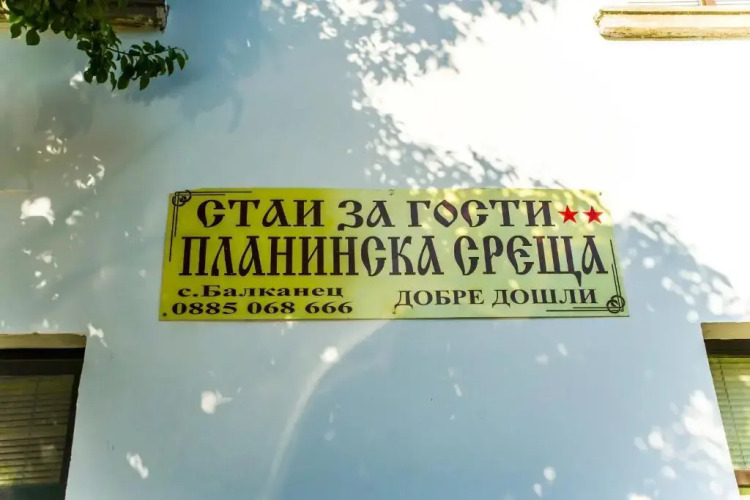 СТАИ ЗА ГОСТИ★★
ПЛАНИНСКА СРЕЩА
с.Балканец
0885 068 666
ДОБРЕ ДОШЛИ